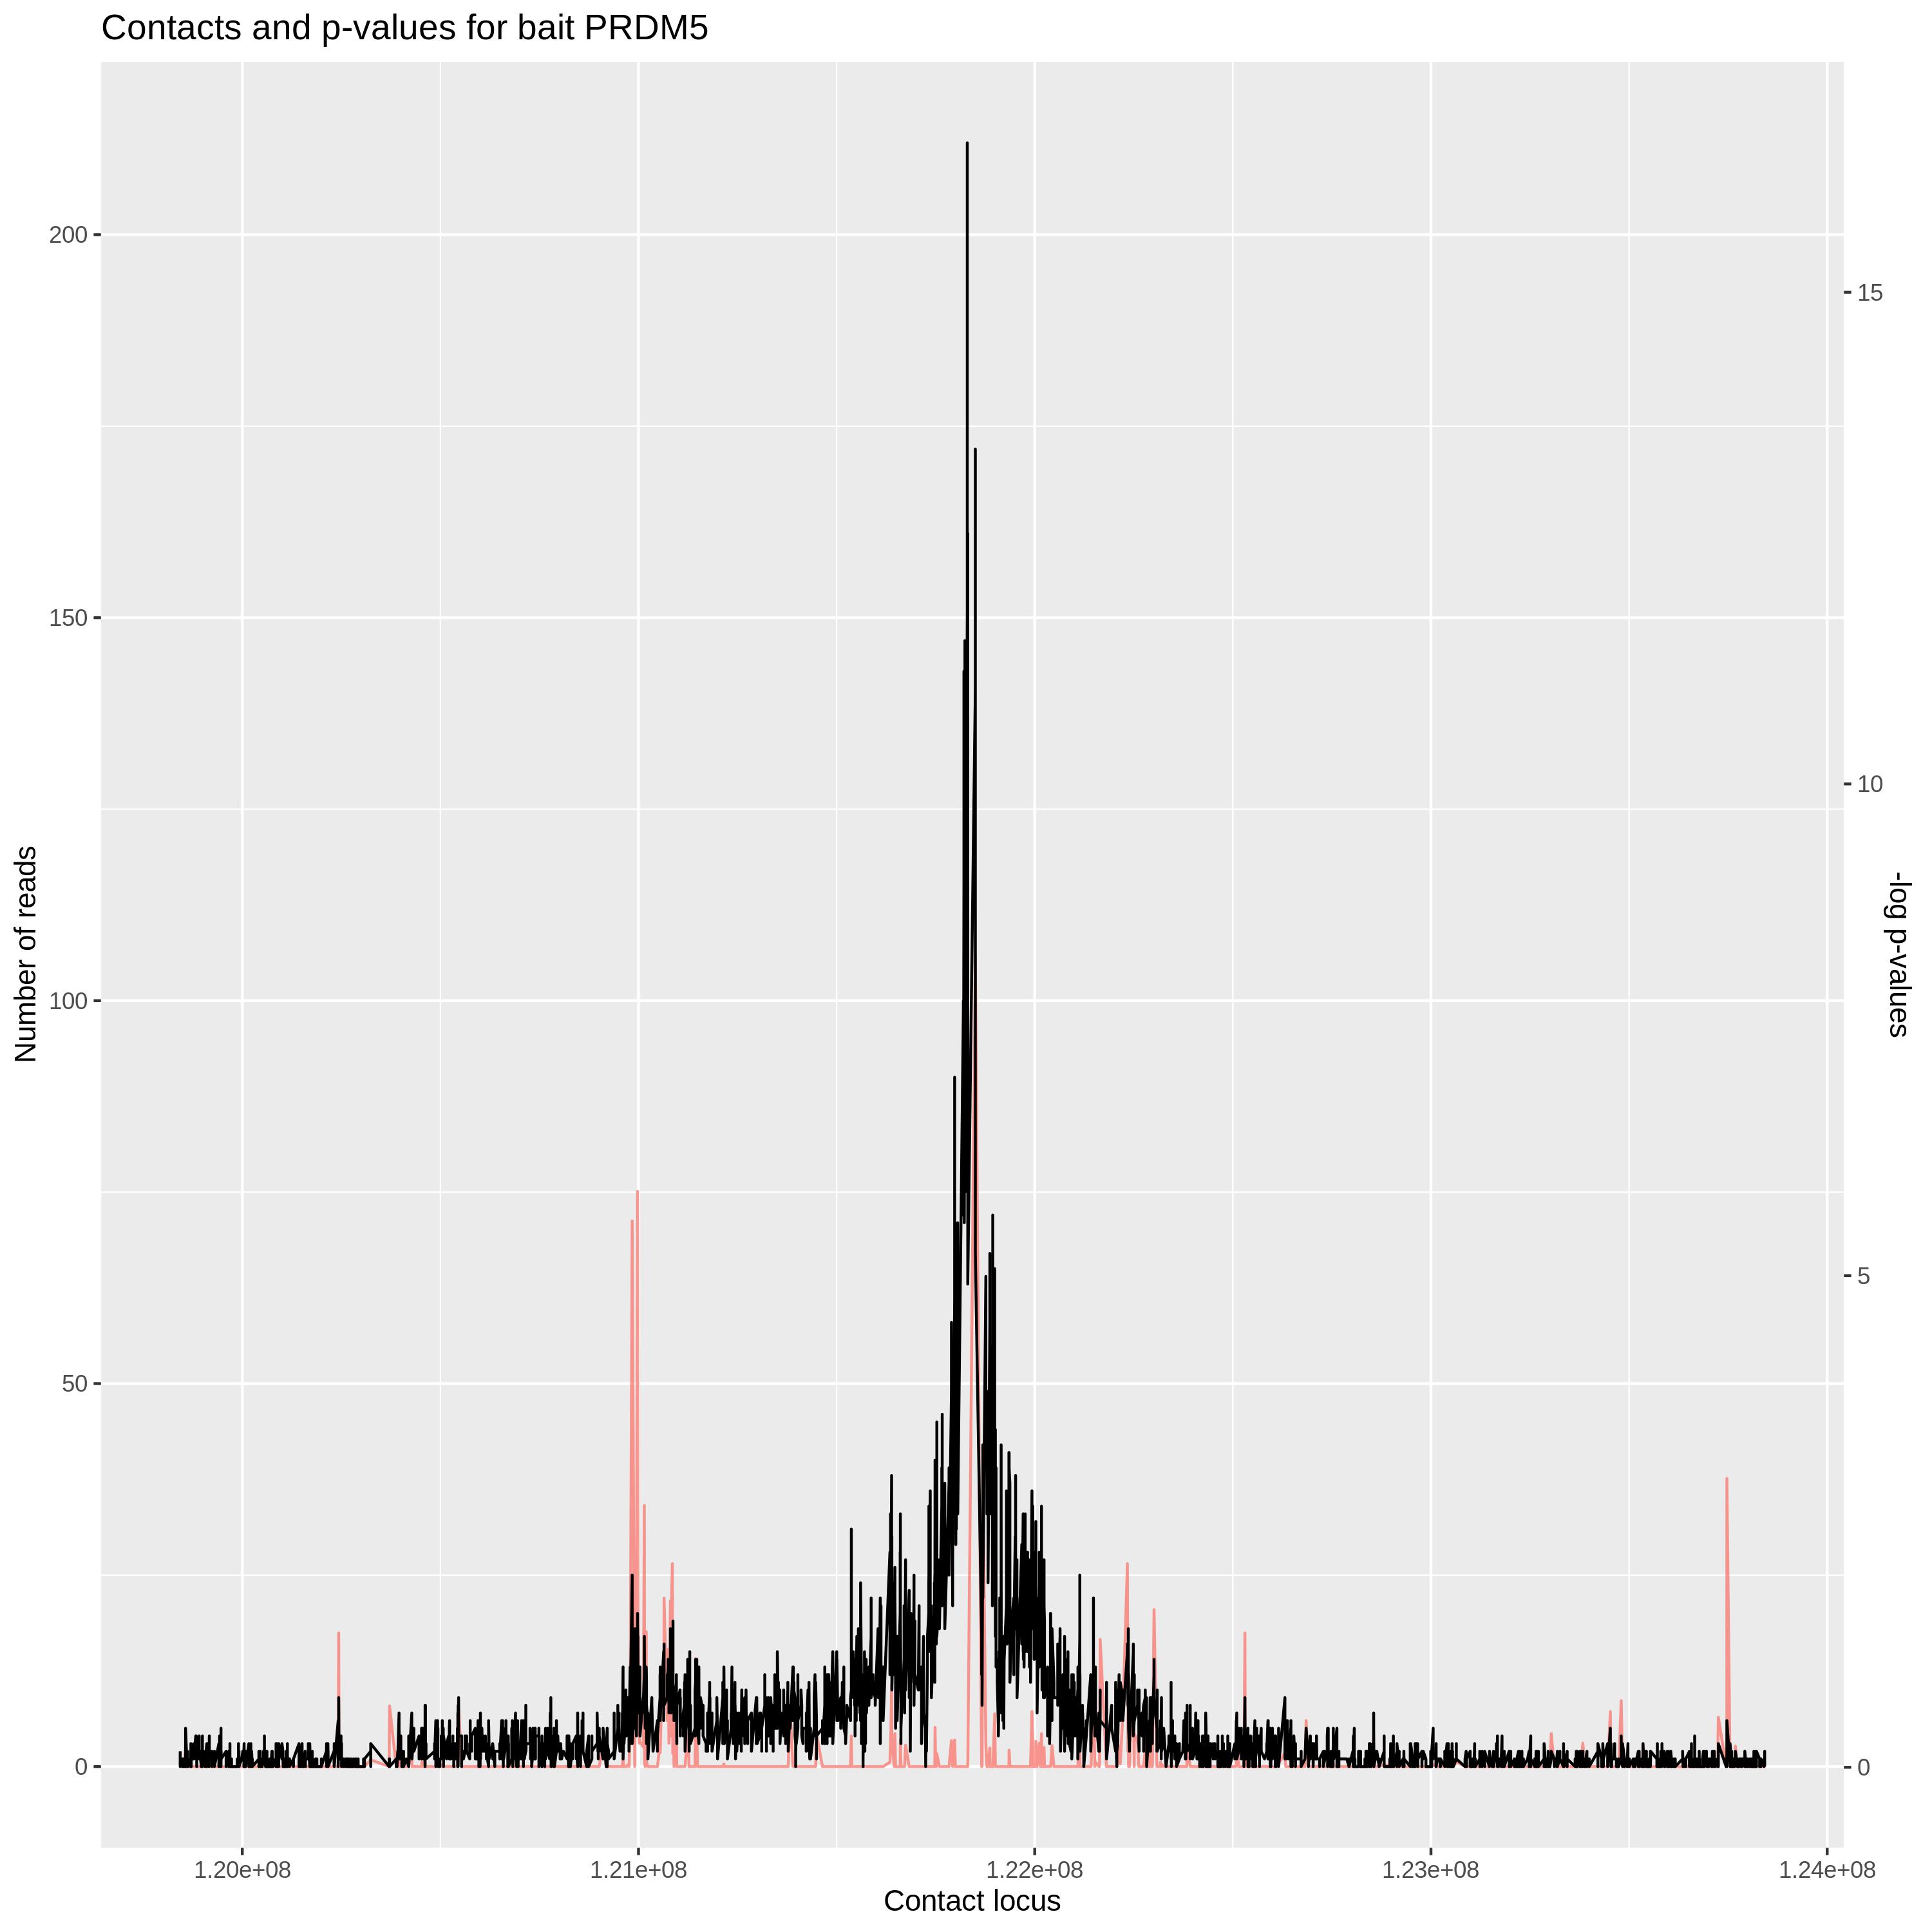 Contacts and p-values for bait PRDM5
Number of reads
200
150
100
50
0
15
10
5
0
-log p-values
1.20e+08
1.21e+08
1.22e+08
1.23e+08
1.24e+08
Contact locus